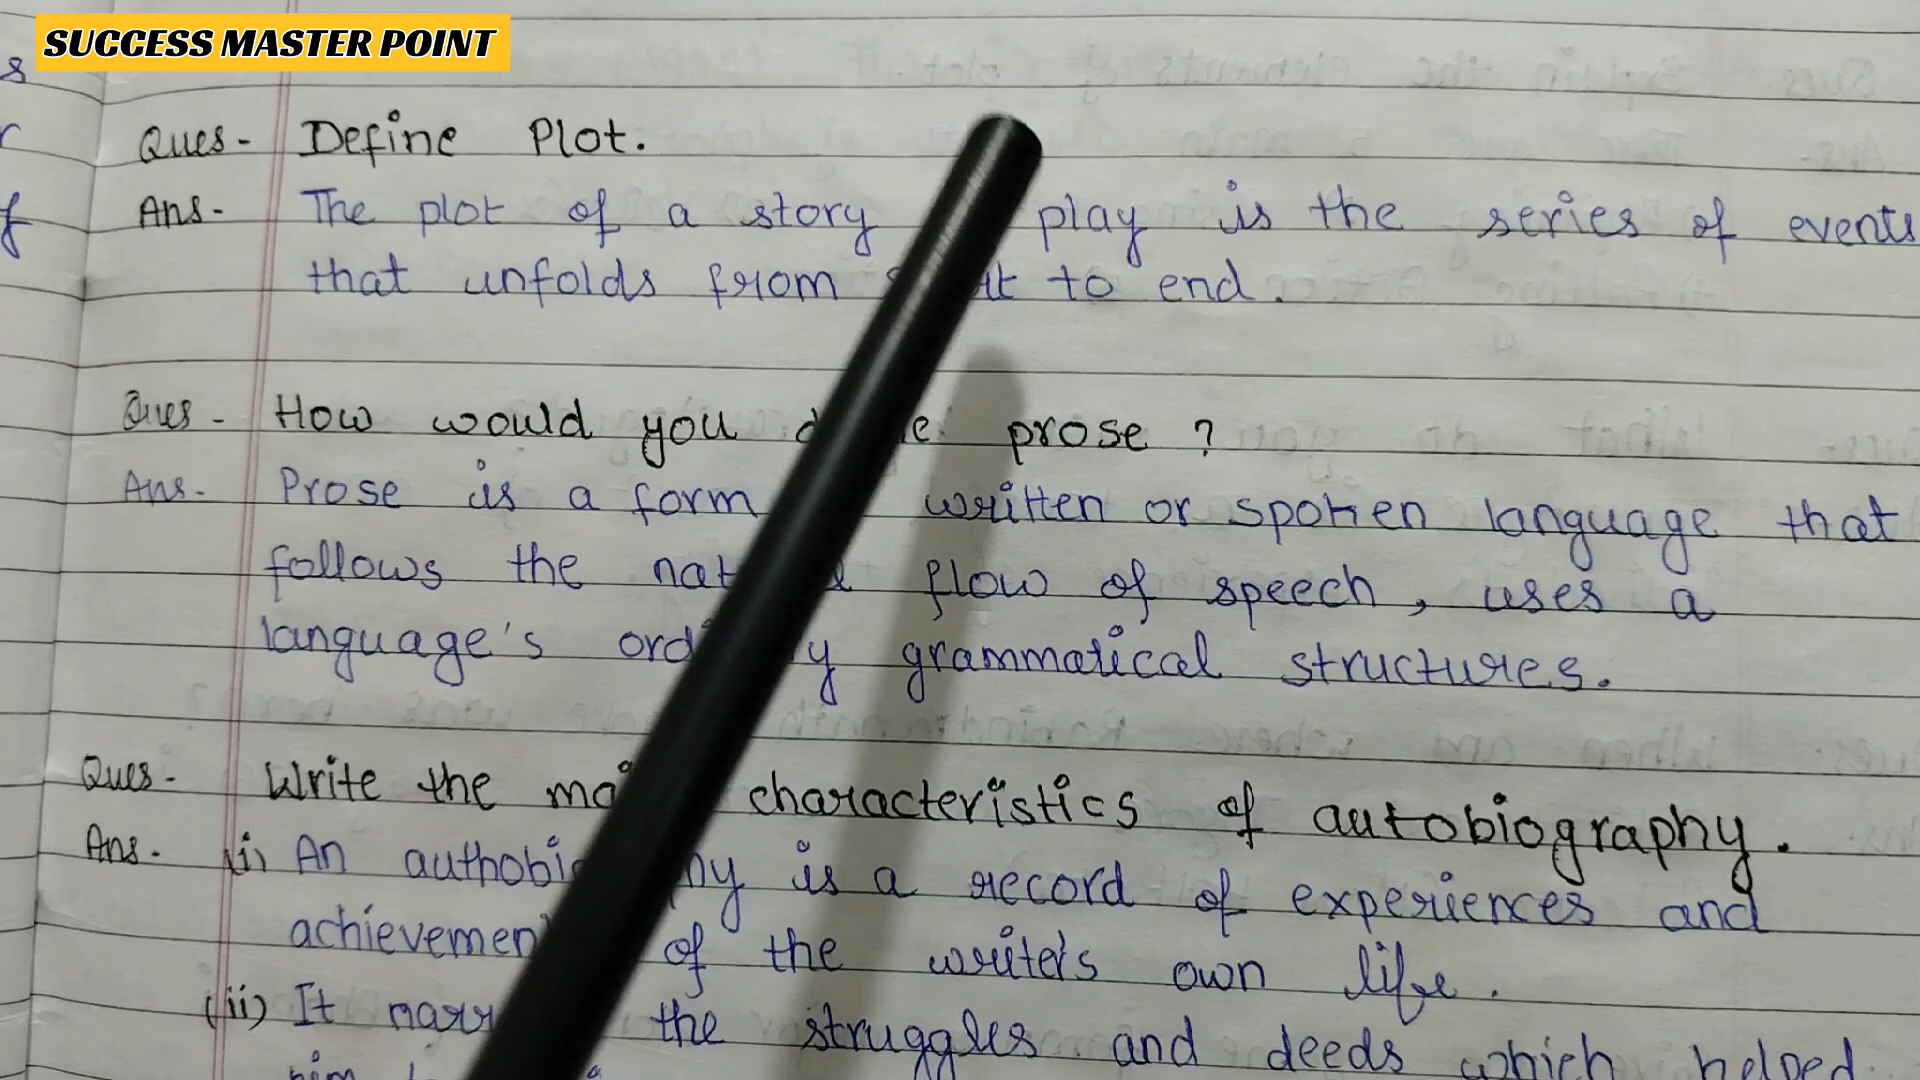 SUCCESS MASTER POINT
Ques- Define Plot.
Ans- The plot of a story play is the series of events
that unfolds from to end.
Ques- How would you prose ?
Ans- Prose is a form written or spoken language that
follows the flow of speech, uses a
language's grammatical structures.
Ques- Write the characteristics of autobiography.
Ans- (i) An is a record of experiences and
of the writer's own life.
(ii) It the struggles and deeds which helped